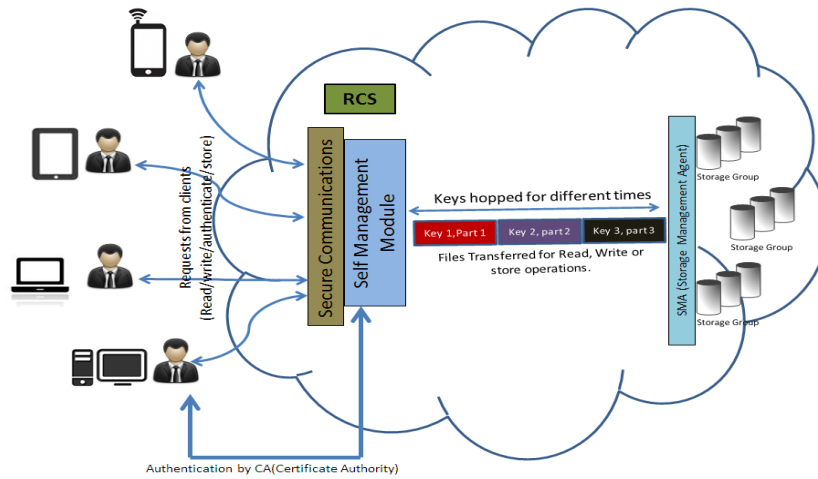 RCS
Requests from clients
(Read/write/authenticate/store)
Secure Communications
Self Management
Module
Keys hopped for different times
Key 1,Part 1
Key 2, part2
Key 3, part 3
Files Transferred for Read, Write or
store operations.
SMA (Storage Management Agent)
Storage Group
Storage Group
Storage Group
Authentication by CA(Certificate Authority)